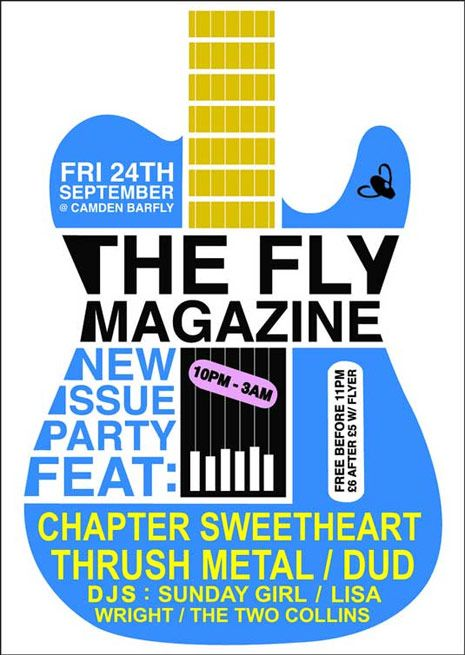 FRI 24TH
SEPTEMBER
@ CAMDEN BARFLY
THE FLY
MAGAZINE
NEW
ISSUE
PARTY
FEAT:
10PM - 3AM
FREE BEFORE 11PM
£6 AFTER £5 W/ FLYER
CHAPTER SWEETHEART
THRUSH METAL / DUD
DJS : SUNDAY GIRL / LISA
WRIGHT / THE TWO COLLINS